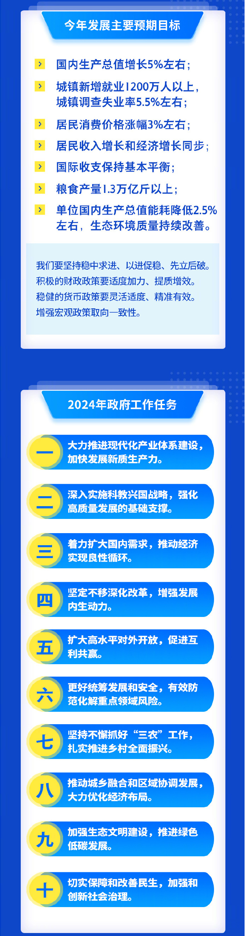 今年发展主要预期目标
国内生产总值增长5%左右；
城镇新增就业1200万人以上，
城镇调查失业率5.5%左右；
居民消费价格涨幅3%左右；
居民收入增长和经济增长同步；
国际收支保持基本平衡；
粮食产量1.3万亿斤以上；
单位国内生产总值能耗降低2.5%
左右，生态环境质量持续改善。
我们要坚持稳中求进、以进促稳、先立后破。
积极的财政政策要适度加力、提质增效。
稳健的货币政策要灵活适度、精准有效。
增强宏观政策取向一致性。
2024年政府工作任务
一
大力推进现代化产业体系建设，
加快发展新质生产力。
二
深入实施科教兴国战略，强化
高质量发展的基础支撑。
三
着力扩大国内需求，推动经济
实现良性循环。
四
坚定不移深化改革，增强发展
内生动力。
五
扩大高水平对外开放，促进互
利共赢。
六
更好统筹发展和安全，有效防
范化解重点领域风险。
七
坚持不懈抓好“三农”工作，
扎实推进乡村全面振兴。
八
推动城乡融合和区域协调发展，
大力优化经济布局。
九
加强生态文明建设，推进绿色
低碳发展。
十
切实保障和改善民生，加强和
创新社会治理。